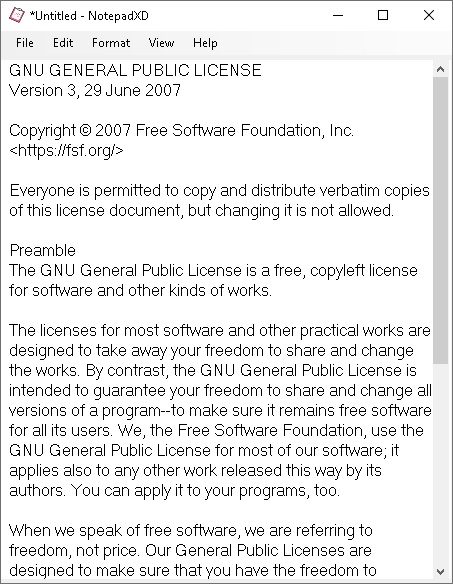 *Untitled - NotepadXD
File Edit Format View Help
GNU GENERAL PUBLIC LICENSE
Version 3, 29 June 2007
Copyright © 2007 Free Software Foundation, Inc.
<https://fsf.org/>
Everyone is permitted to copy and distribute verbatim copies
of this license document, but changing it is not allowed.
Preamble
The GNU General Public License is a free, copyleft license
for software and other kinds of works.
The licenses for most software and other practical works are
designed to take away your freedom to share and change
the works. By contrast, the GNU General Public License is
intended to guarantee your freedom to share and change all
versions of a program--to make sure it remains free software
for all its users. We, the Free Software Foundation, use the
GNU General Public License for most of our software; it
applies also to any other work released this way by its
authors. You can apply it to your programs, too.
When we speak of free software, we are referring to
freedom, not price. Our General Public Licenses are
designed to make sure that you have the freedom to